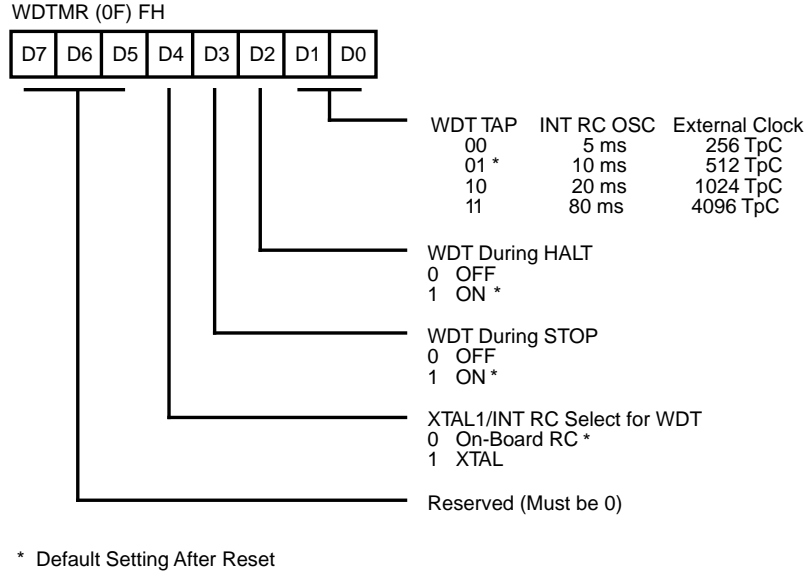 WDTMR (0F) FH
D7 D6 D5 D4 D3 D2 D1 D0
WDT TAP INT RC OSC External Clock
00 5 ms 256 TpC
01 * 10 ms 512 TpC
10 20 ms 1024 TpC
11 80 ms 4096 TpC
WDT During HALT
0 OFF
1 ON *
WDT During STOP
0 OFF
1 ON *
XTAL1/INT RC Select for WDT
0 On-Board RC *
1 XTAL
Reserved (Must be 0)
* Default Setting After Reset